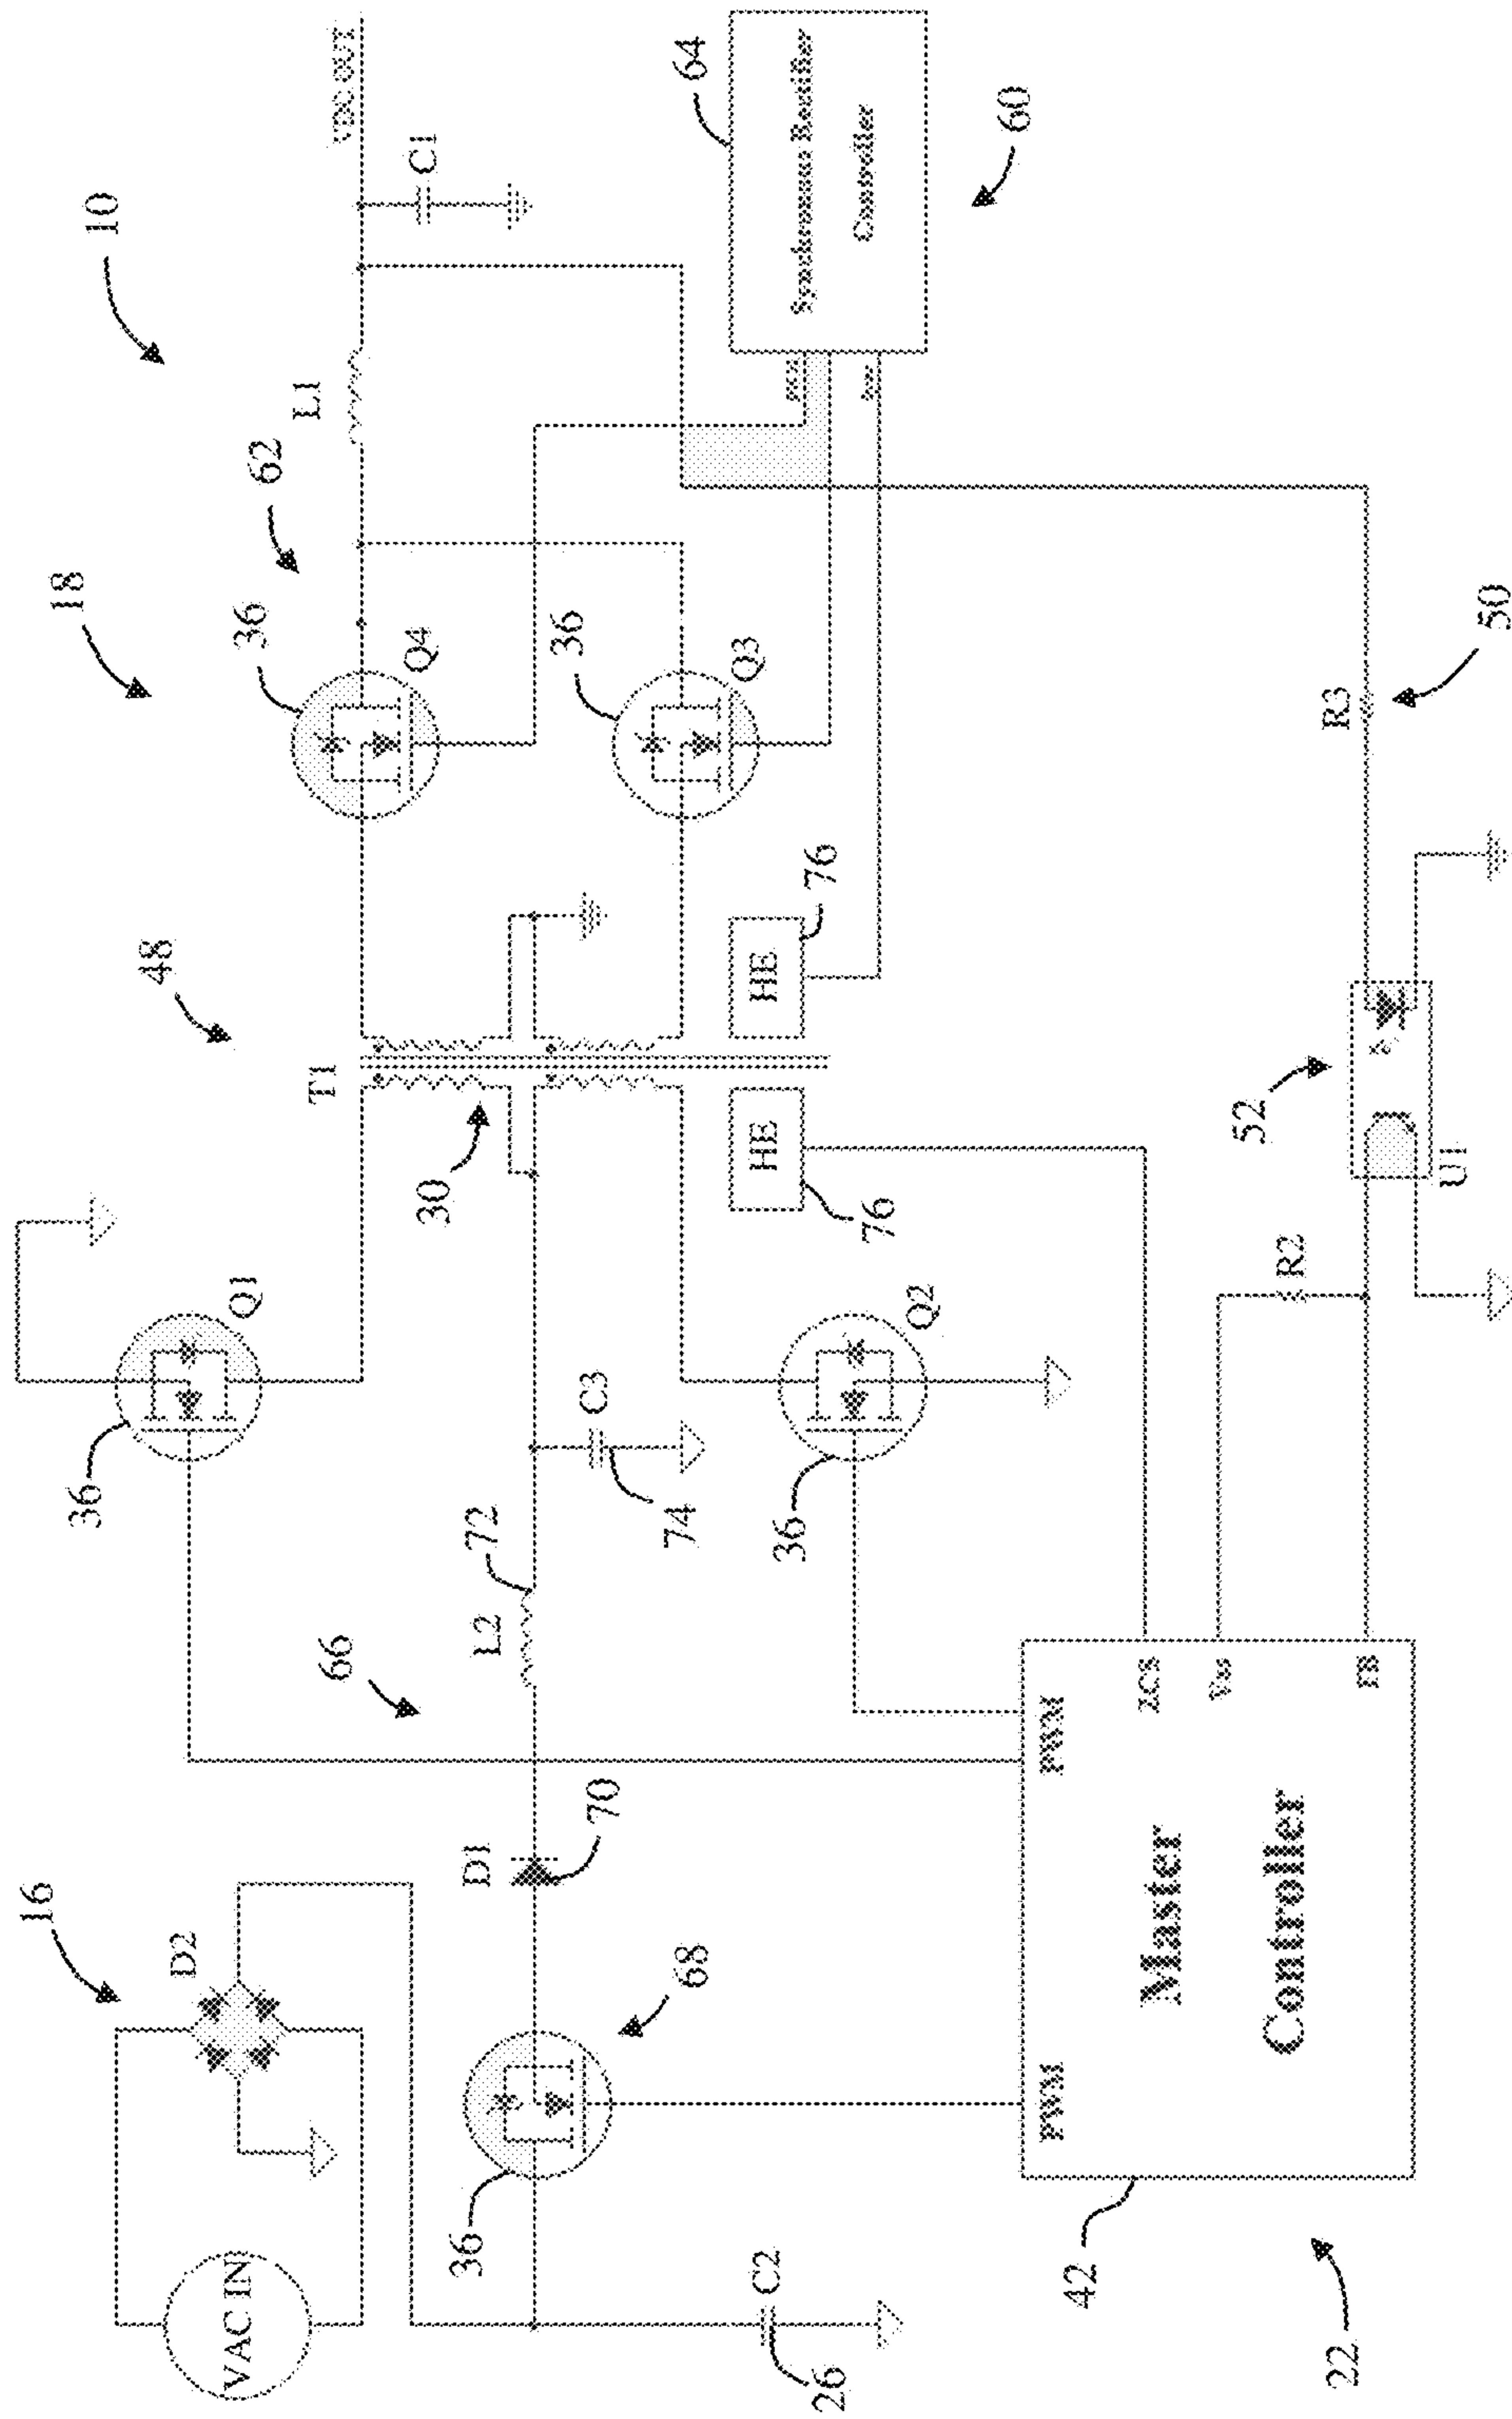 10
18
48
16
VAC IN
D2
36
Q1
T1
30
36
Q4
62
L1
VDC OUT
C1
66
36
68
D1
70
L2
72
C3
74
36
Q3
64
Synchronous Rectifier
Controller
60
HE
76
HE
76
36
Q2
C2
26
PWM
PWM
ZCS
FB
Master
Controller
42
22
R2
U1
52
R3
50